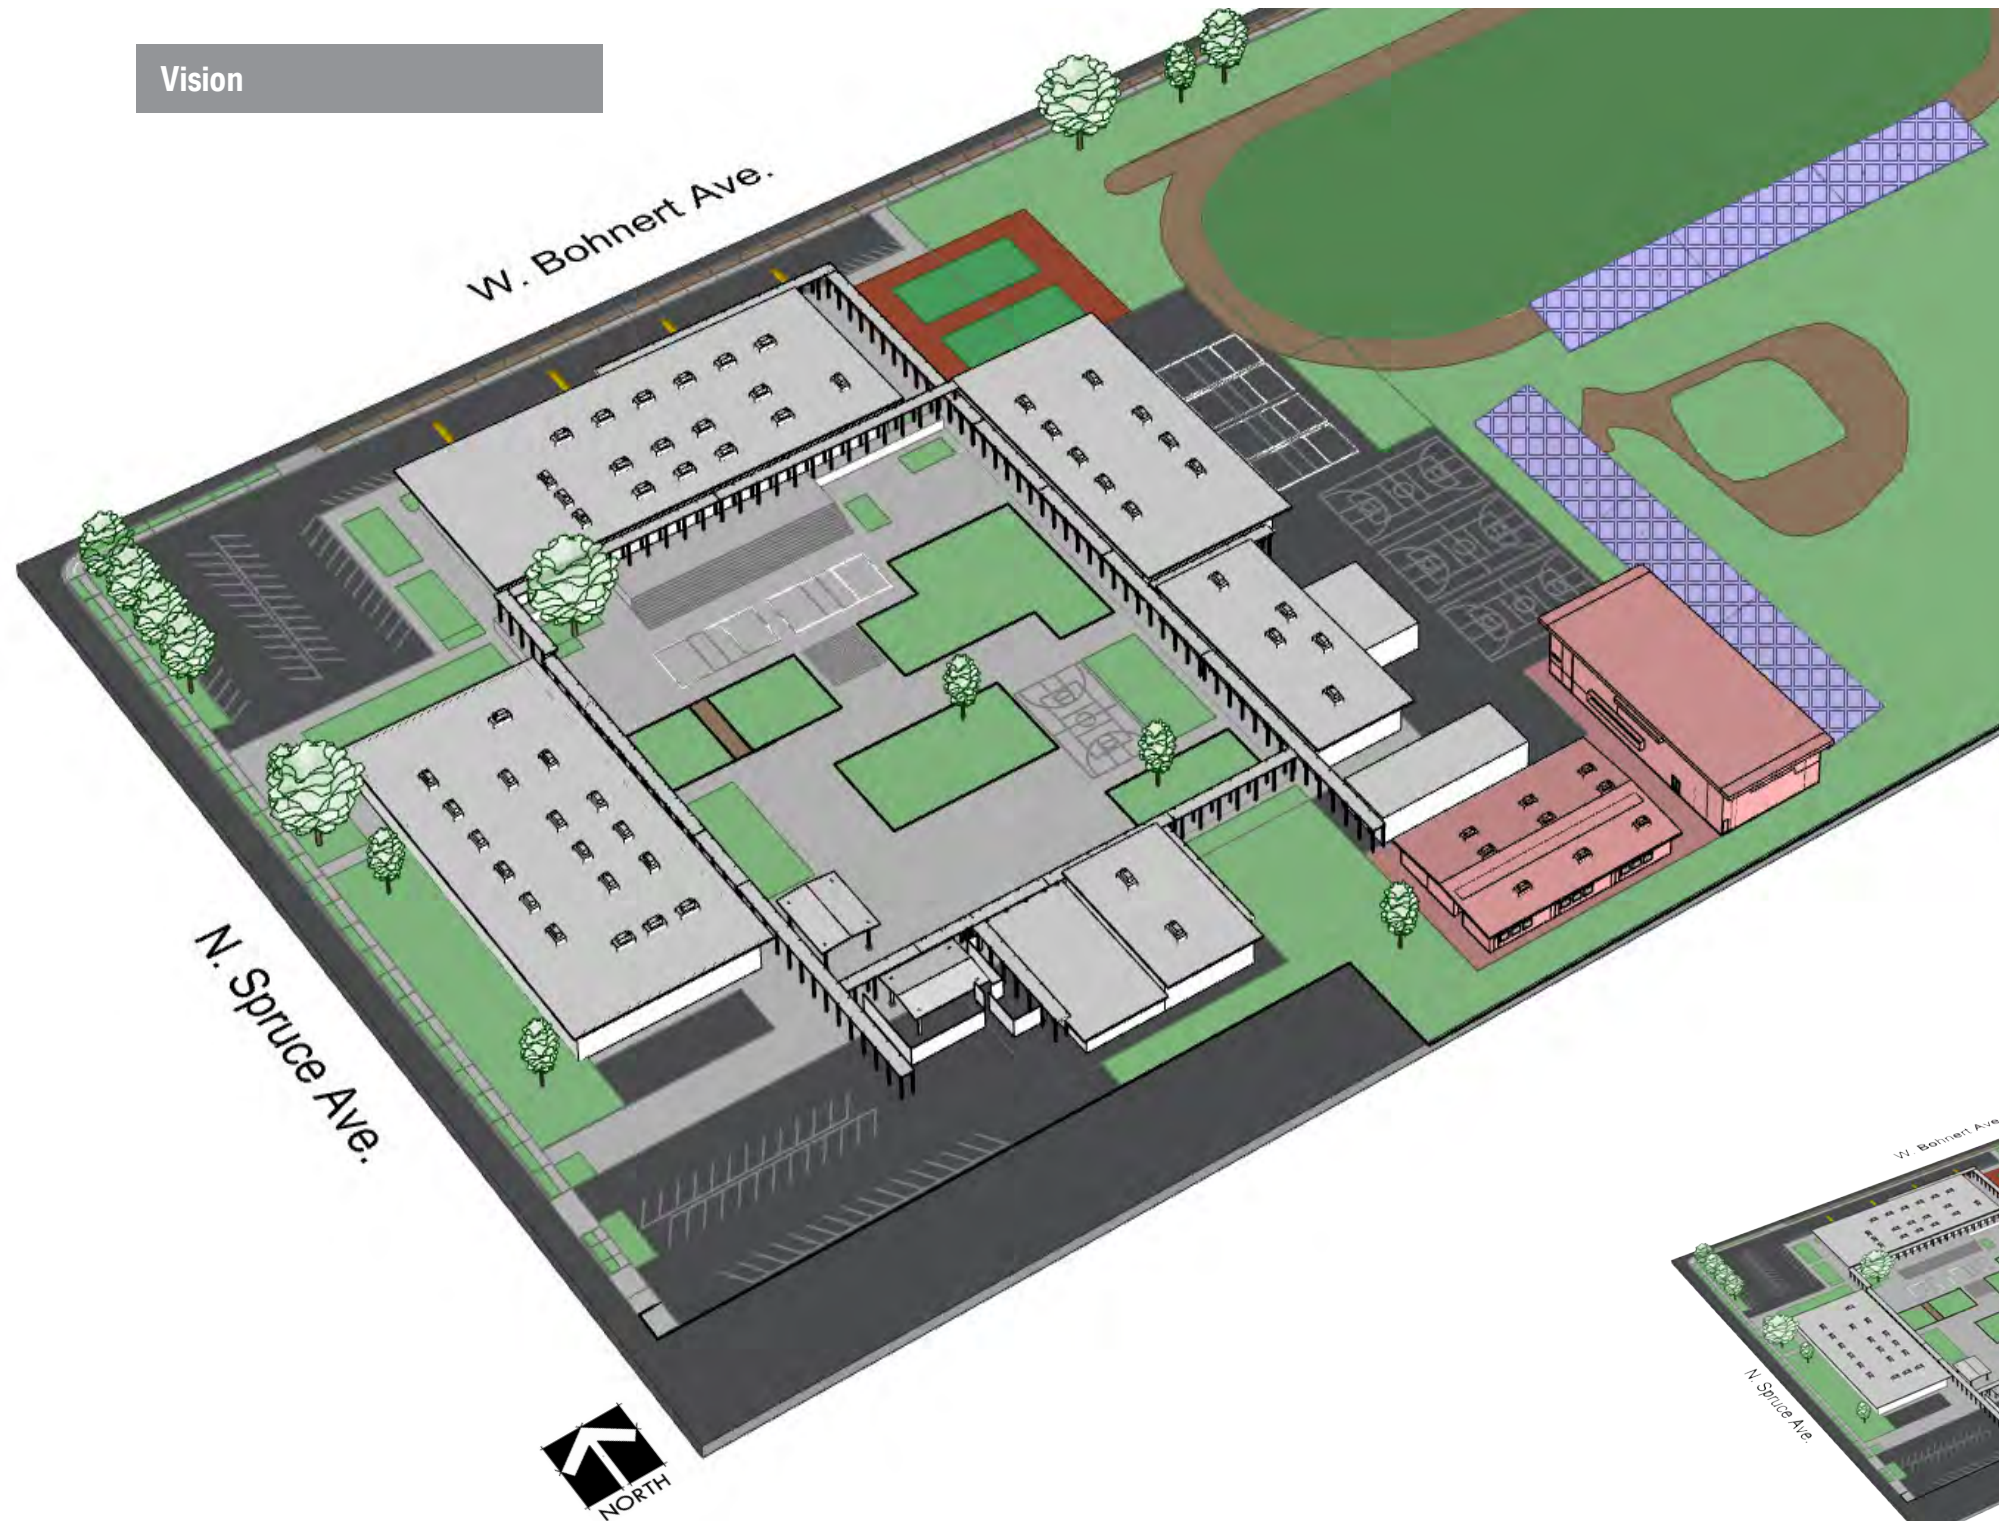 Vision
W. Bohnert Ave.
N. Spruce Ave.
NORTH
W. Bohnert Ave
N. Spruce Ave.